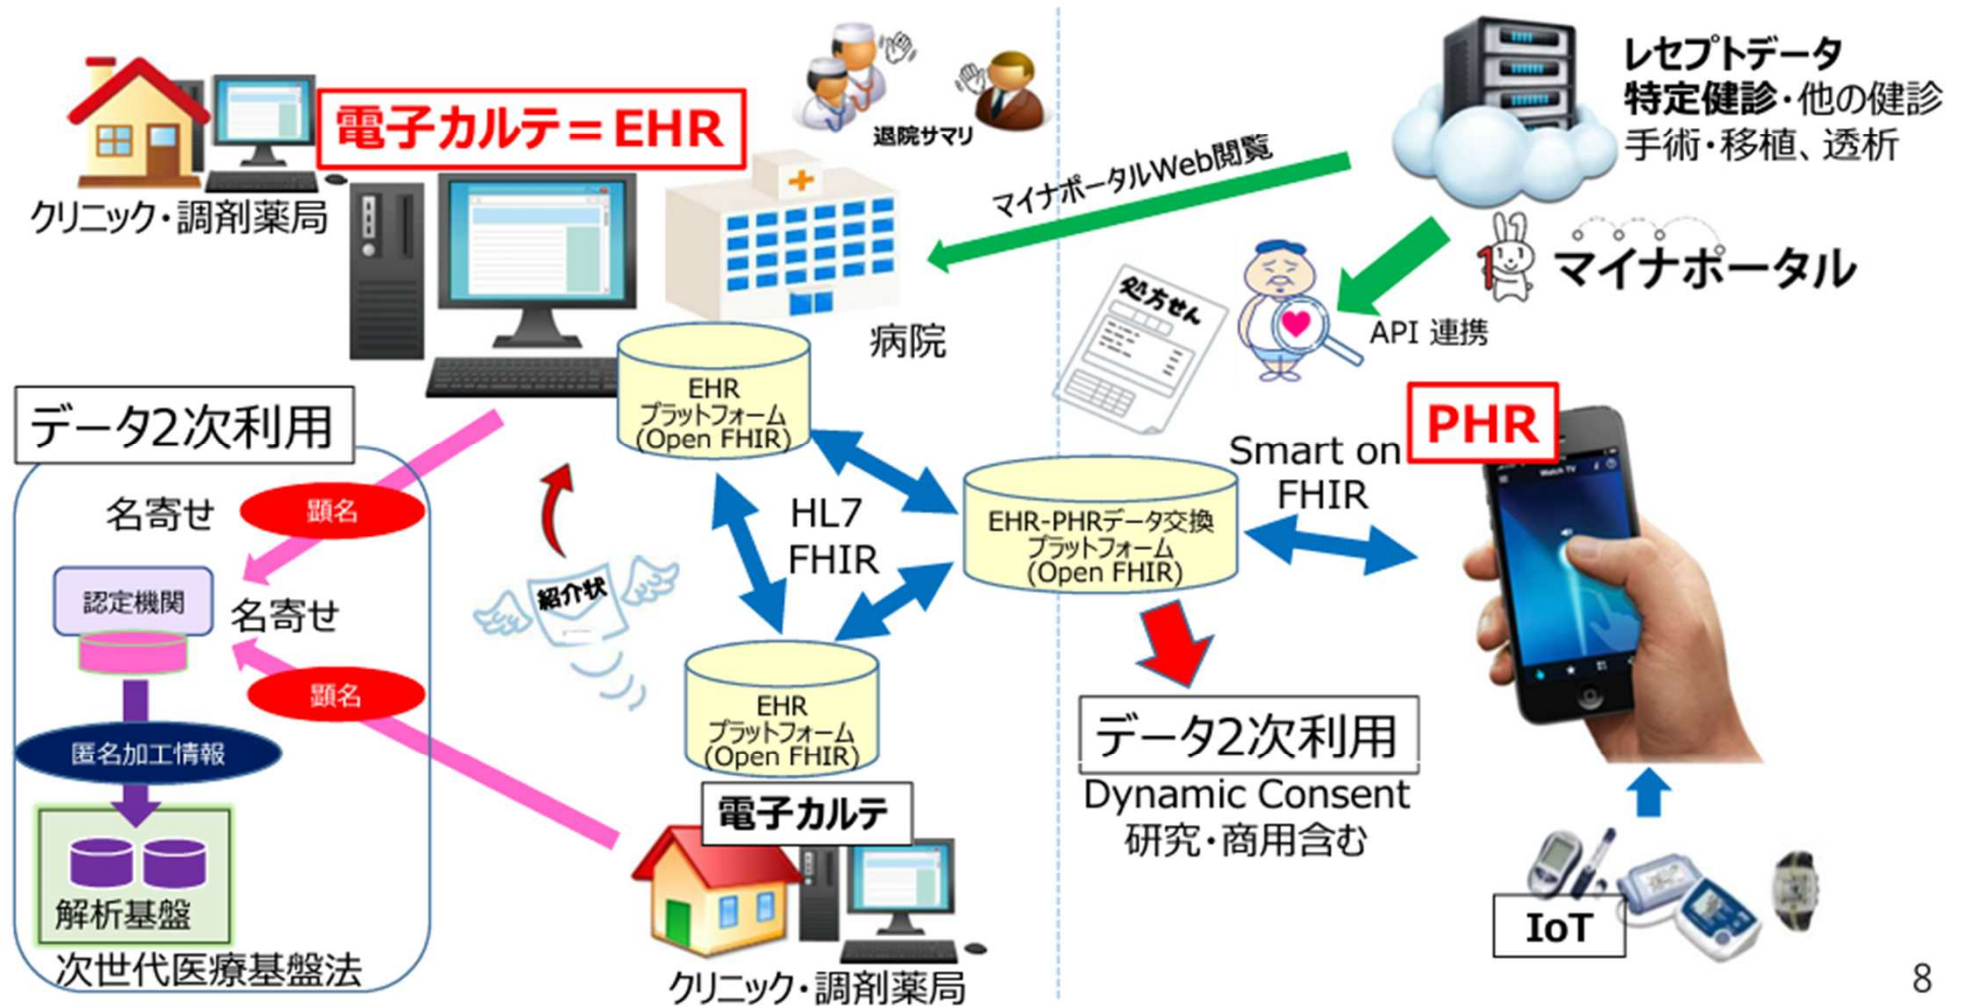 電子カルテ＝EHR
クリニック・調剤薬局
退院サマリ
病院
マイナポータルWeb閲覧
レセプトデータ
特定健診・他の健診
手術・移植、透析
マイナポータル
API 連携
処方せん
PHR
Smart on
FHIR
EHR
プラットフォーム
(Open FHIR)
HL7
FHIR
EHR-PHRデータ交換
プラットフォーム
(Open FHIR)
紹介状
EHR
プラットフォーム
(Open FHIR)
電子カルテ
クリニック・調剤薬局
データ2次利用
名寄せ
顕名
認定機関
名寄せ
顕名
匿名加工情報
解析基盤
次世代医療基盤法
データ2次利用
Dynamic Consent
研究・商用含む
IoT
8